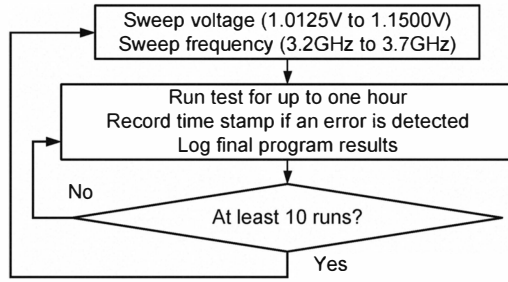 Sweep voltage (1.0125V to 1.1500V)
Sweep frequency (3.2GHz to 3.7GHz)
Run test for up to one hour
Record time stamp if an error is detected
Log final program results
No
At least 10 runs?
Yes